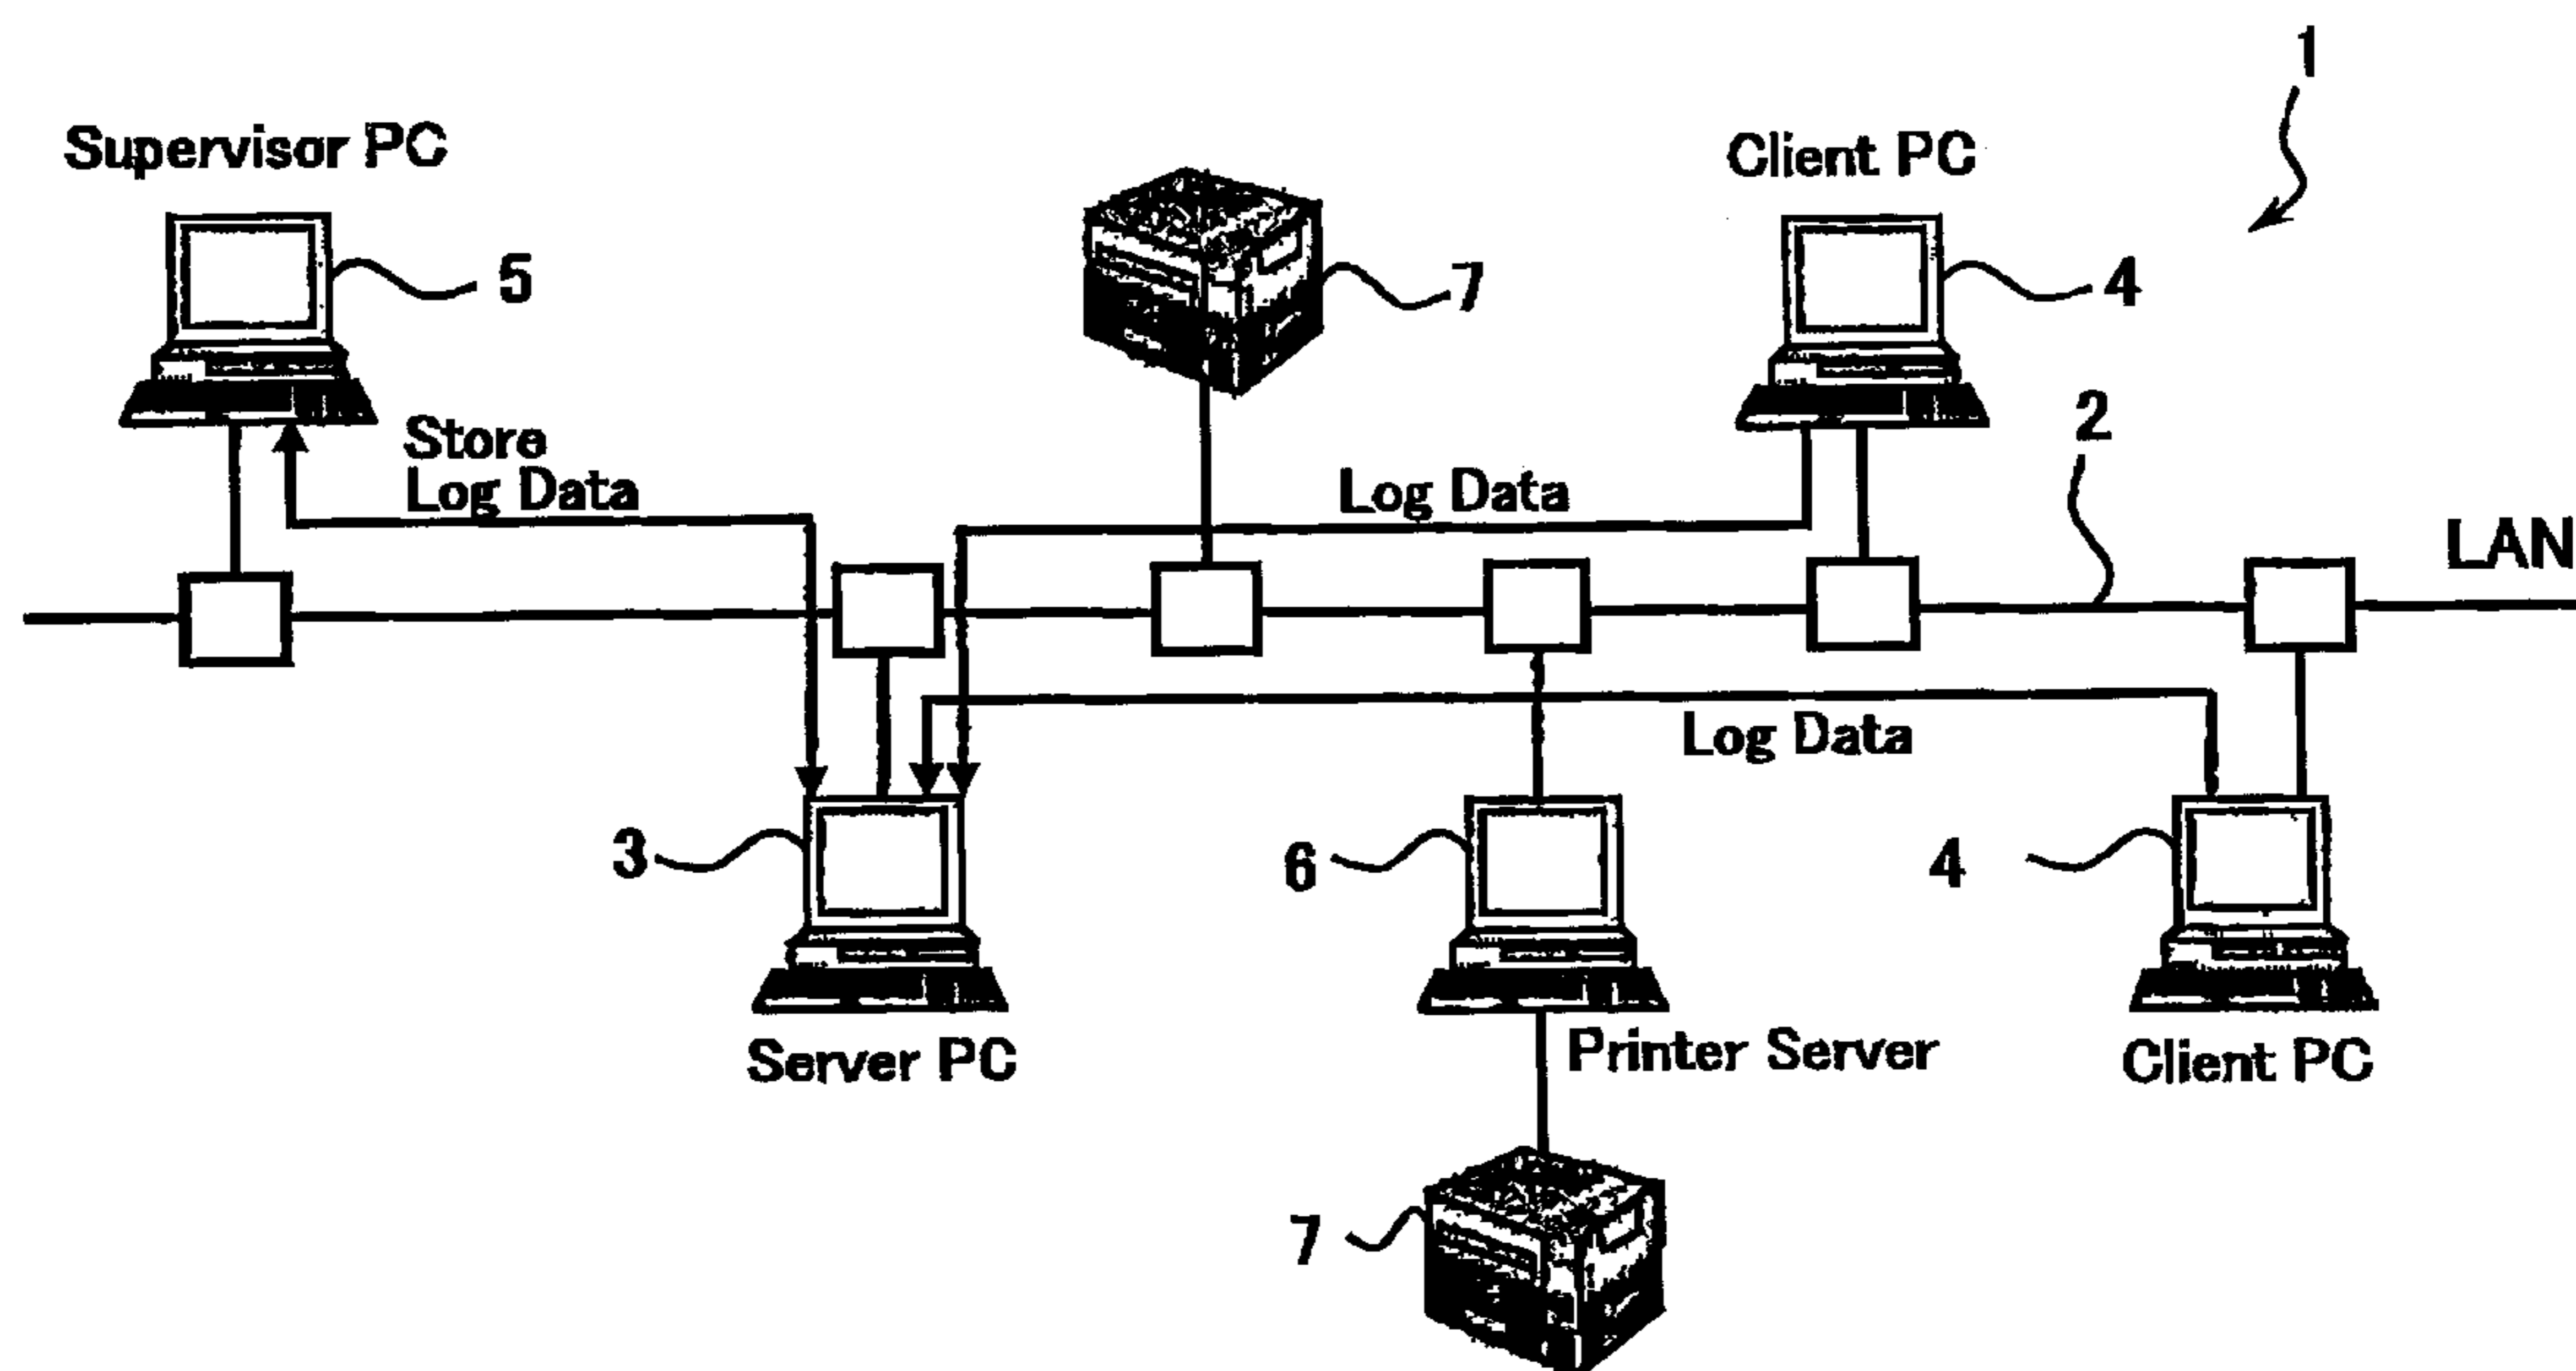 1
Supervisor PC
Client PC
5
7
4
2
Store
Log Data
Log Data
LAN
Log Data
3
6
4
Server PC
Printer Server
Client PC
7